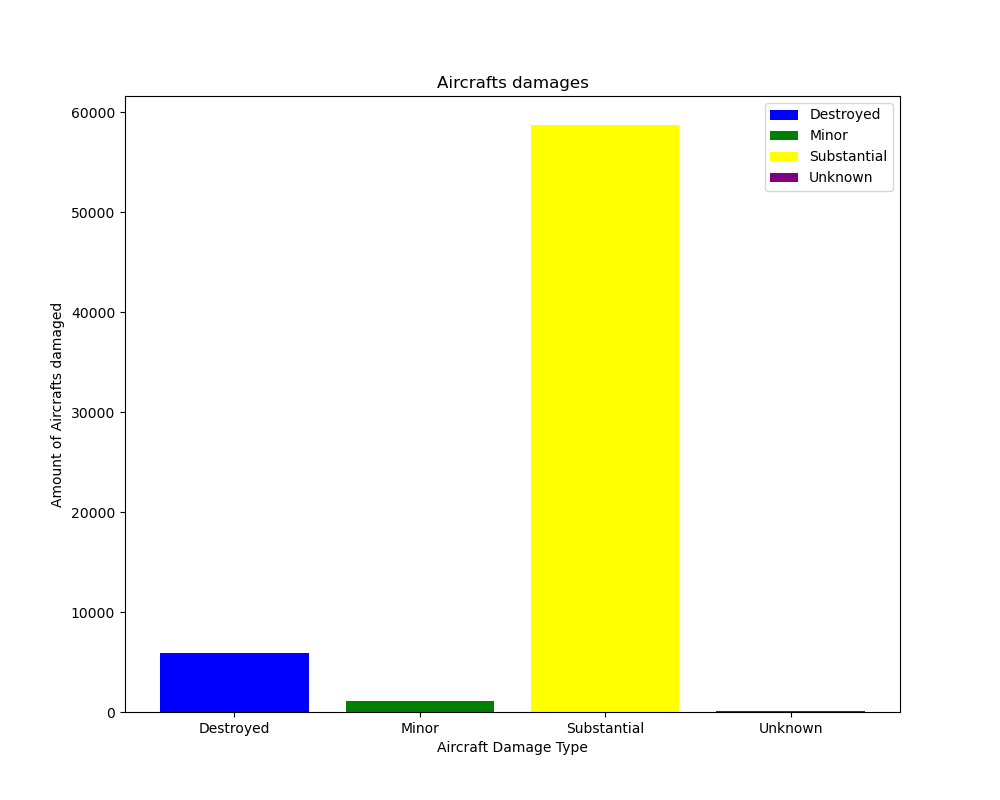 Aircrafts damages
Destroyed
Minor
Substantial
Unknown
Amount of Aircrafts damaged
60000
50000
40000
30000
20000
10000
0
Destroyed Minor Substantial Unknown
Aircraft Damage Type